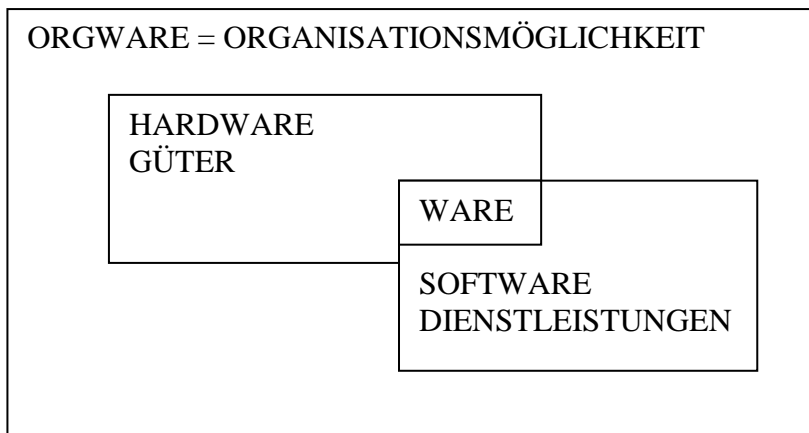 ORGWARE = ORGANISATIONSMÖGLICHKEIT
HARDWARE
GÜTER
WARE
SOFTWARE
DIENSTLEISTUNGEN